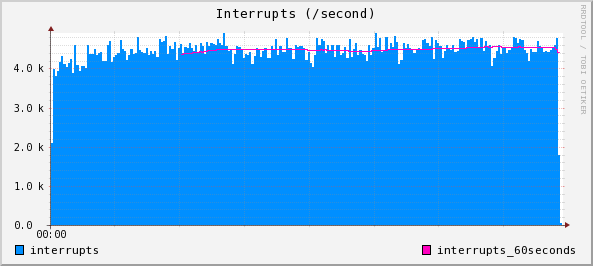 Interrupts (/second)
RRDTOOL / TOBI OETIKER
4.0 k
3.0 k
2.0 k
1.0 k
0.0
00:00
interrupts
interrupts_60seconds